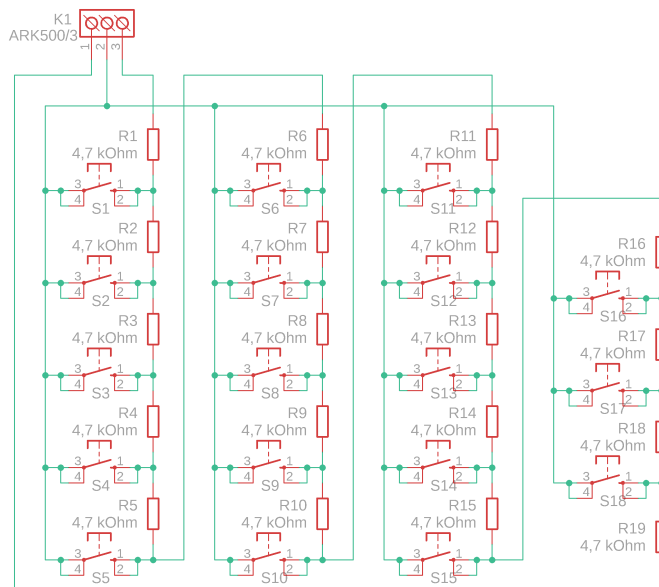 K1
ARK500/3
1
2
3
R1
4,7 kOhm
3
1
4
2
S1
R2
4,7 kOhm
3
1
4
2
S2
R3
4,7 kOhm
3
1
4
2
S3
R4
4,7 kOhm
3
1
4
2
S4
R5
4,7 kOhm
3
1
4
2
S5
R6
4,7 kOhm
3
1
4
2
S6
R7
4,7 kOhm
3
1
4
2
S7
R8
4,7 kOhm
3
1
4
2
S8
R9
4,7 kOhm
3
1
4
2
S9
R10
4,7 kOhm
3
1
4
2
S10
R11
4,7 kOhm
3
1
4
2
S11
R12
4,7 kOhm
3
1
4
2
S12
R13
4,7 kOhm
3
1
4
2
S13
R14
4,7 kOhm
3
1
4
2
S14
R15
4,7 kOhm
3
1
4
2
S15
R16
4,7 kOhm
3
1
4
2
S16
R17
4,7 kOhm
3
1
4
2
S17
R18
4,7 kOhm
3
1
4
2
S18
R19
4,7 kOhm